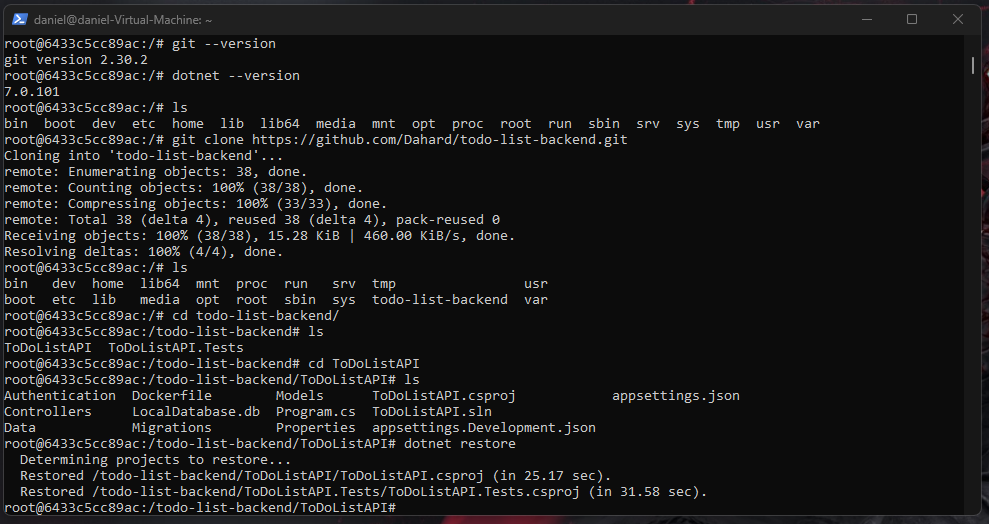 daniel@daniel-Virtual-Machine: ~
root@6433c5cc89ac:/# git --version
git version 2.30.2
root@6433c5cc89ac:/# dotnet --version
7.0.101
root@6433c5cc89ac:/# ls
bin  boot  dev  etc  home  lib  lib64  media  mnt  opt  proc  root  run  sbin  srv  sys  tmp  usr  var
root@6433c5cc89ac:/# git clone https://github.com/Dahard/todo-list-backend.git
Cloning into 'todo-list-backend'...
remote: Enumerating objects: 38, done.
remote: Counting objects: 100% (38/38), done.
remote: Compressing objects: 100% (33/33), done.
remote: Total 38 (delta 4), reused 38 (delta 4), pack-reused 0
Receiving objects: 100% (38/38), 15.28 KiB | 460.00 KiB/s, done.
Resolving deltas: 100% (4/4), done.
root@6433c5cc89ac:/# ls
bin   dev  home  lib64  mnt  proc  run   srv  tmp                usr
boot  etc  lib   media  opt  root  sbin  sys  todo-list-backend  var
root@6433c5cc89ac:/# cd todo-list-backend/
root@6433c5cc89ac:/todo-list-backend# ls
ToDoListAPI  ToDoListAPI.Tests
root@6433c5cc89ac:/todo-list-backend# cd ToDoListAPI
root@6433c5cc89ac:/todo-list-backend/ToDoListAPI# ls
Authentication  Dockerfile        Models      ToDoListAPI.csproj            appsettings.json
Controllers     LocalDatabase.db  Program.cs  ToDoListAPI.sln
Data            Migrations        Properties  appsettings.Development.json
root@6433c5cc89ac:/todo-list-backend/ToDoListAPI# dotnet restore
  Determining projects to restore...
  Restored /todo-list-backend/ToDoListAPI/ToDoListAPI.csproj (in 25.17 sec).
  Restored /todo-list-backend/ToDoListAPI.Tests/ToDoListAPI.Tests.csproj (in 31.58 sec).
root@6433c5cc89ac:/todo-list-backend/ToDoListAPI#